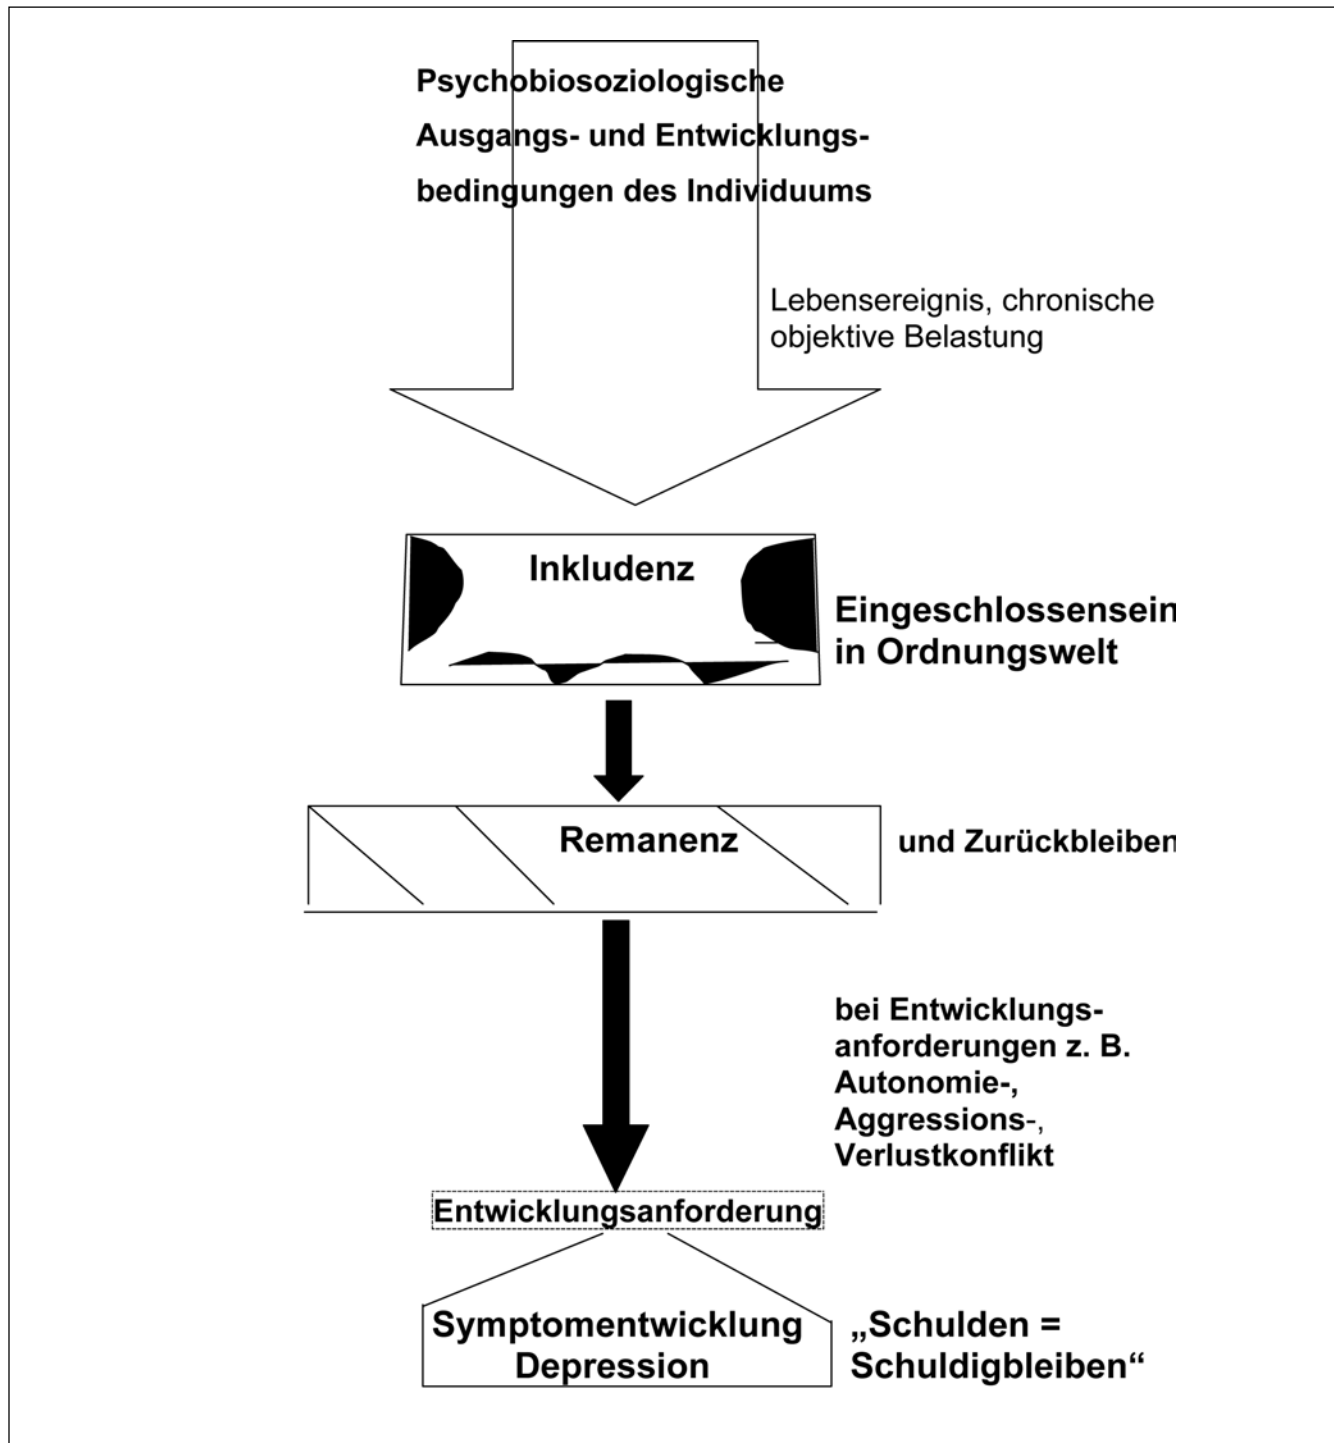 Psychobiosoziologische
Ausgangs- und Entwicklungs-
bedingungen des Individuums
Lebensereignis, chronische
objektive Belastung
Inkludenz
Eingeschlossensein
in Ordnungswelt
Remanenz
und Zurückbleiben
bei Entwicklungs-
anforderungen z. B.
Autonomie-,
Aggressions-,
Verlustkonflikt
Entwicklungsanforderung
Symptomentwicklung
Depression
„Schulden =
Schuldigbleiben“